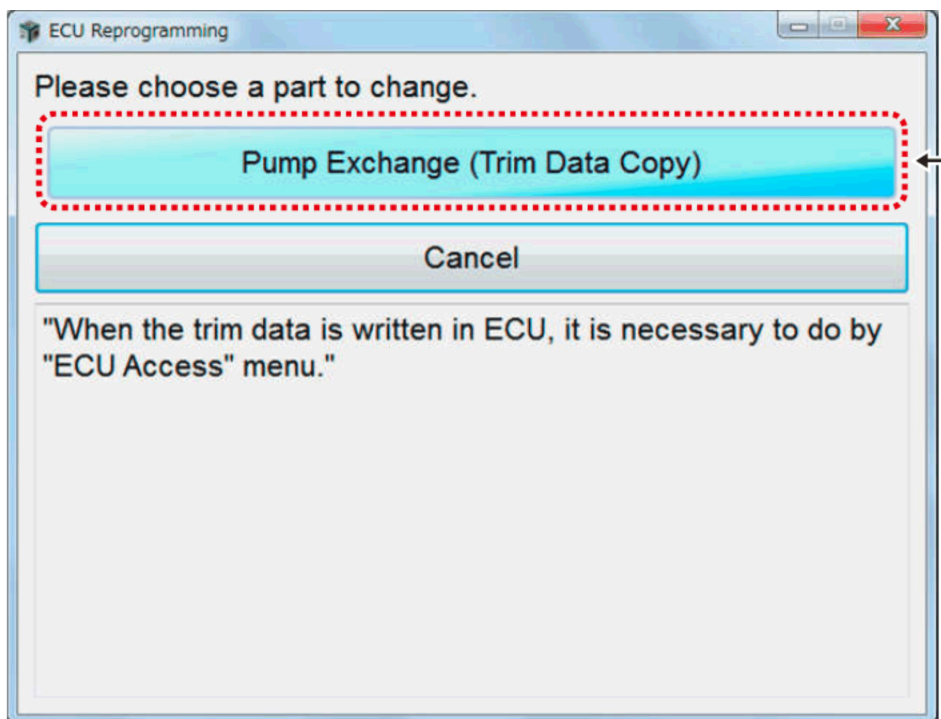 ECU Reprogramming
Please choose a part to change.
Pump Exchange (Trim Data Copy)
Cancel
"When the trim data is written in ECU, it is necessary to do by
"ECU Access" menu."